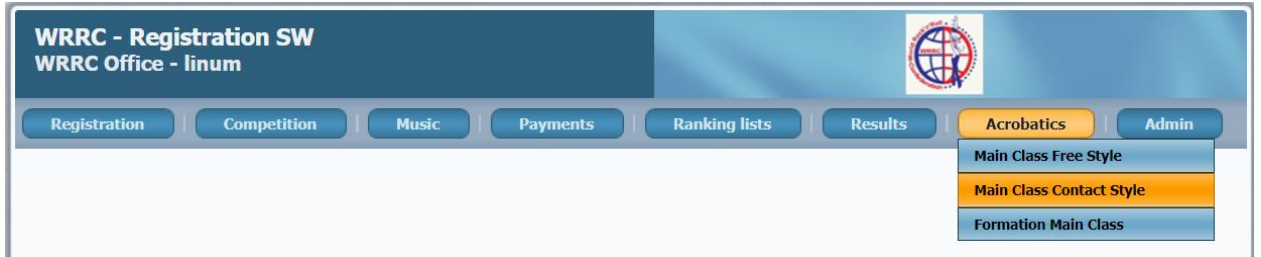 WRRC - Registration SW
WRRC Office - linum
Registration | Competition | Music | Payments | Ranking lists | Results | Acrobatics | Admin
Main Class Free Style
Main Class Contact Style
Formation Main Class